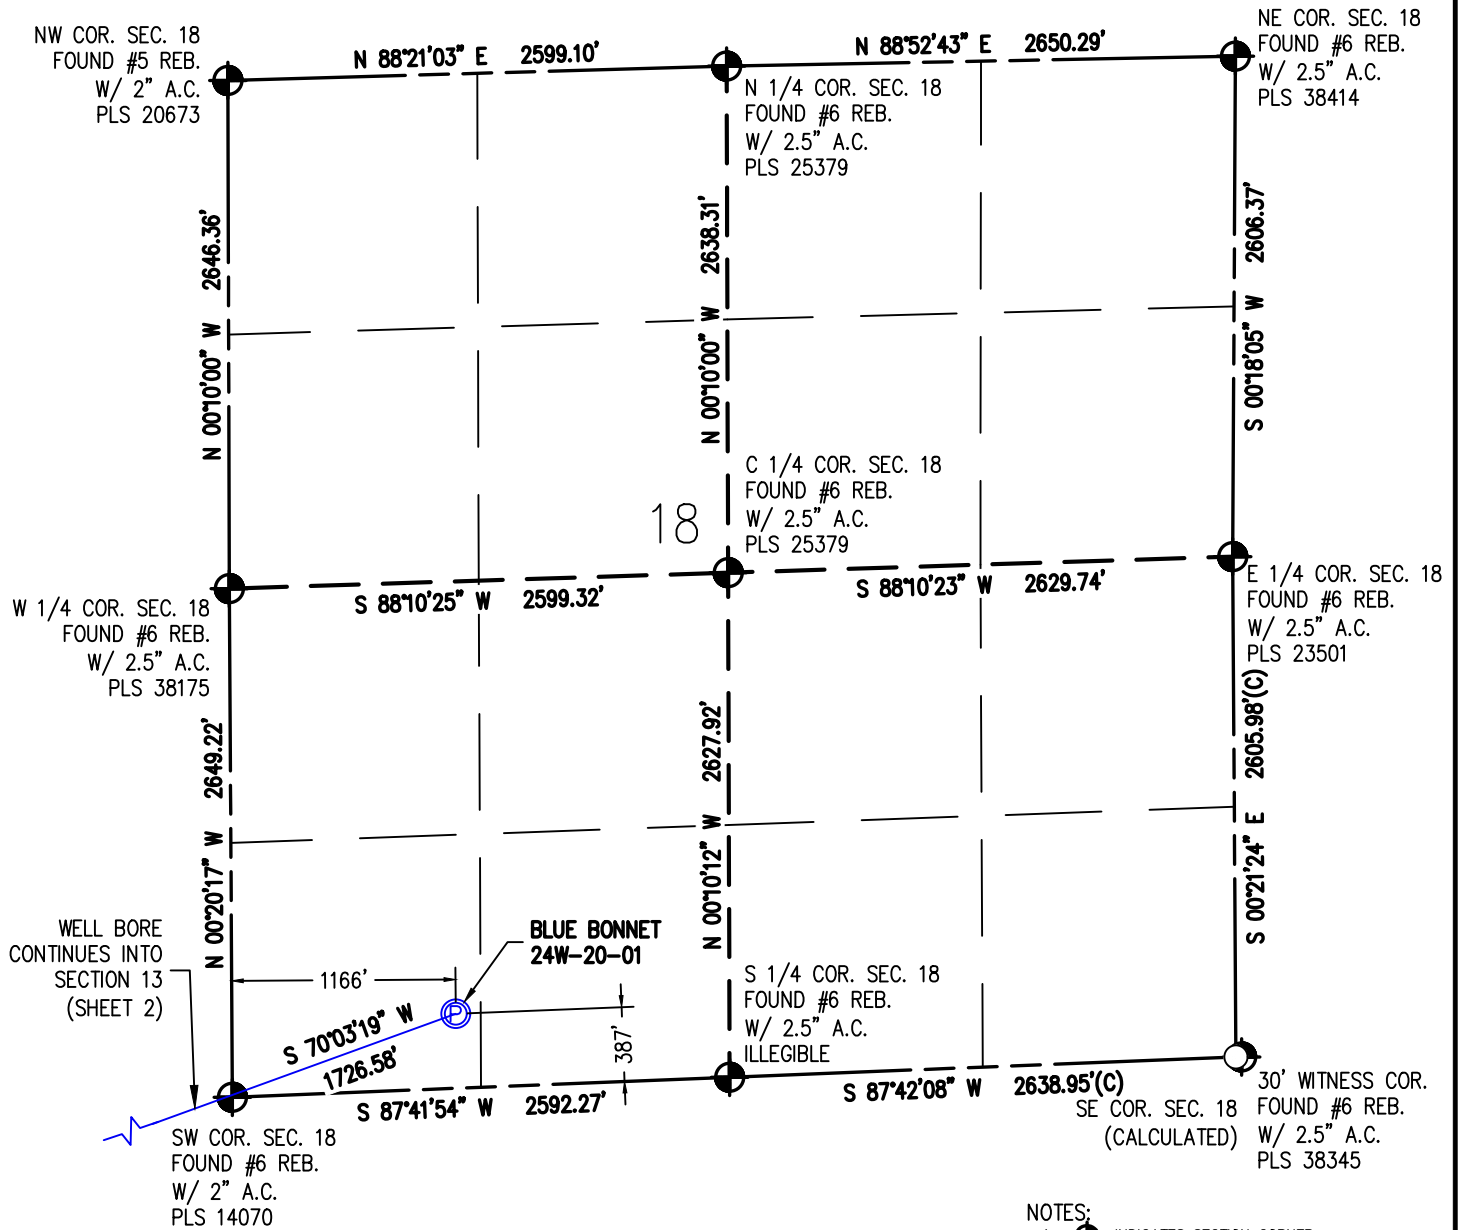 NW COR. SEC. 18
FOUND #5 REB.
W/ 2" A.C.
PLS 20673
N 88°21'03" E 2599.10'
N 88°52'43" E 2650.29'
NE COR. SEC. 18
FOUND #6 REB.
W/ 2.5" A.C.
PLS 38414
N 1/4 COR. SEC. 18
FOUND #6 REB.
W/ 2.5" A.C.
PLS 25379
N 00°10'00" W 2646.36'
N 00°10'00" W 2638.31'
S 00°18'05" W 2606.37'
18
C 1/4 COR. SEC. 18
FOUND #6 REB.
W/ 2.5" A.C.
PLS 25379
W 1/4 COR. SEC. 18
FOUND #6 REB.
W/ 2.5" A.C.
PLS 38175
S 88°10'25" W 2599.32'
S 88°10'23" W 2629.74'
E 1/4 COR. SEC. 18
FOUND #6 REB.
W/ 2.5" A.C.
PLS 23501
N 00°20'17" W 2649.22'
N 00°10'12" W 2627.92'
S 00°21'24" E 2605.98'(C)
WELL BORE
CONTINUES INTO
SECTION 13
(SHEET 2)
1166'
BLUE BONNET
24W-20-01
P
S 70°03'19" W
1726.58'
387'
S 1/4 COR. SEC. 18
FOUND #6 REB.
W/ 2.5" A.C.
ILLEGIBLE
S 87°41'54" W 2592.27'
S 87°42'08" W 2638.95'(C)
SW COR. SEC. 18
FOUND #6 REB.
W/ 2" A.C.
PLS 14070
SE COR. SEC. 18
(CALCULATED)
30' WITNESS COR.
FOUND #6 REB.
W/ 2.5" A.C.
PLS 38345
NOTES: